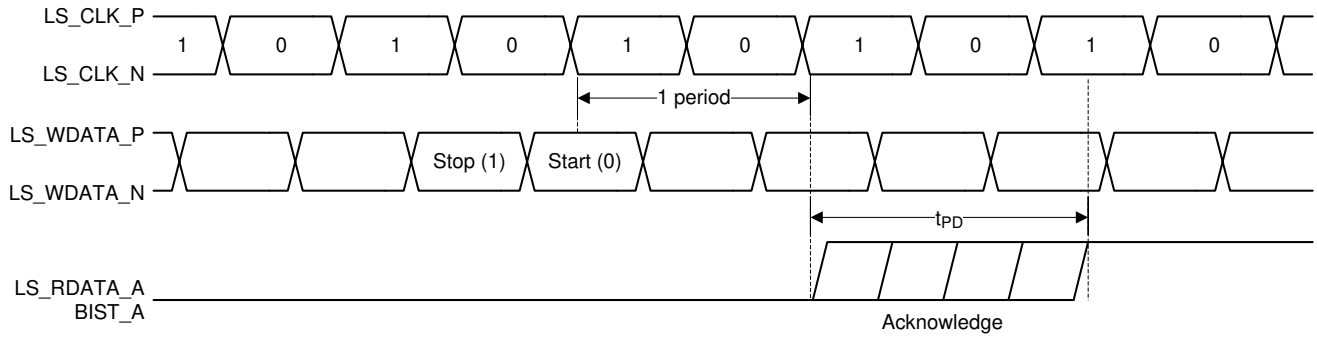 LS_CLK_P
1 0 1 0 1 0 1 0 1 0
LS_CLK_N
1 period
LS_WDATA_P
Stop (1) Start (0)
LS_WDATA_N
tPD
LS_RDATA_A
BIST_A
Acknowledge